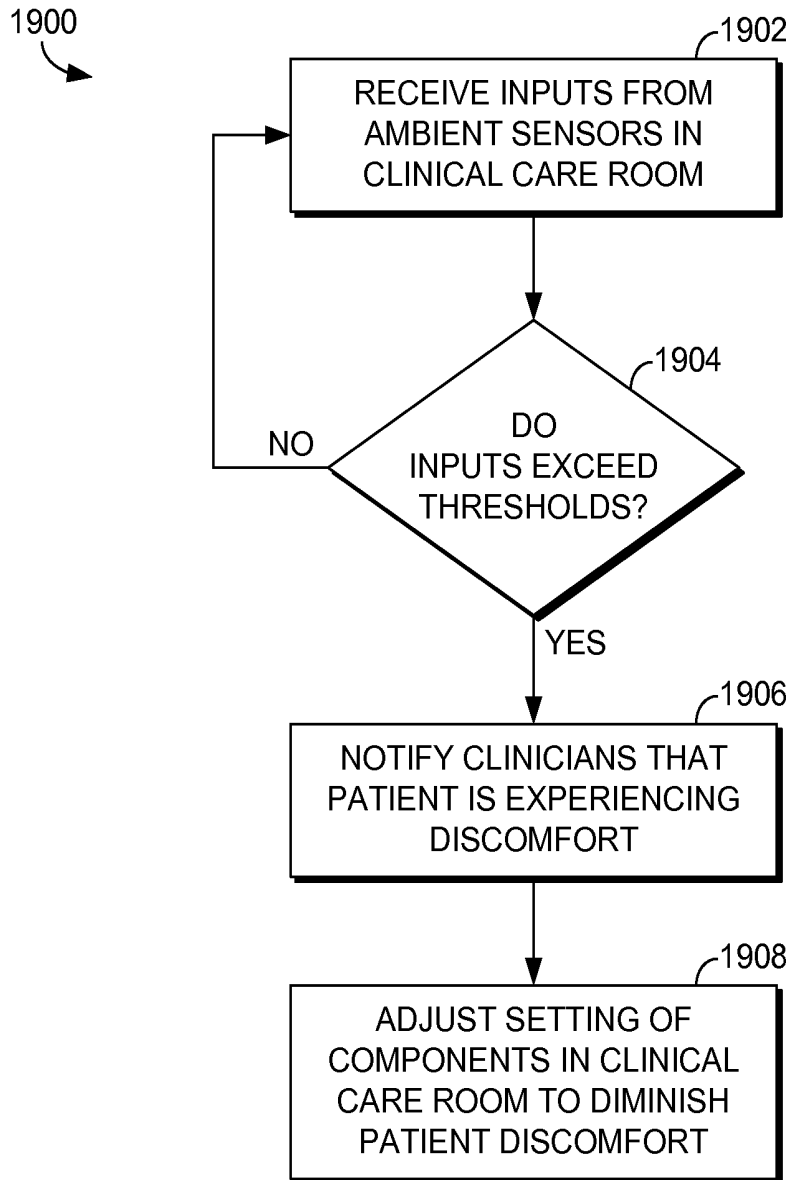 1900
1902
RECEIVE INPUTS FROM
AMBIENT SENSORS IN
CLINICAL CARE ROOM
1904
DO
INPUTS EXCEED
THRESHOLDS?
NO
YES
1906
NOTIFY CLINICIANS THAT
PATIENT IS EXPERIENCING
DISCOMFORT
1908
ADJUST SETTING OF
COMPONENTS IN CLINICAL
CARE ROOM TO DIMINISH
PATIENT DISCOMFORT